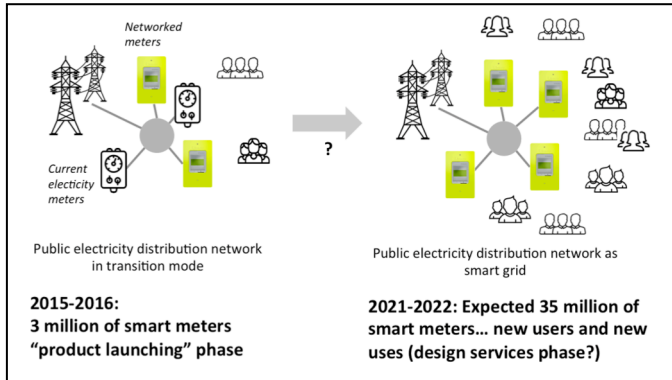 Networked
meters
Current
electicity
meters
?
Public electricity distribution network
in transition mode
2015-2016:
3 million of smart meters
“product launching” phase
Public electricity distribution network as
smart grid
2021-2022: Expected 35 million of
smart meters... new users and new
uses (design services phase?)